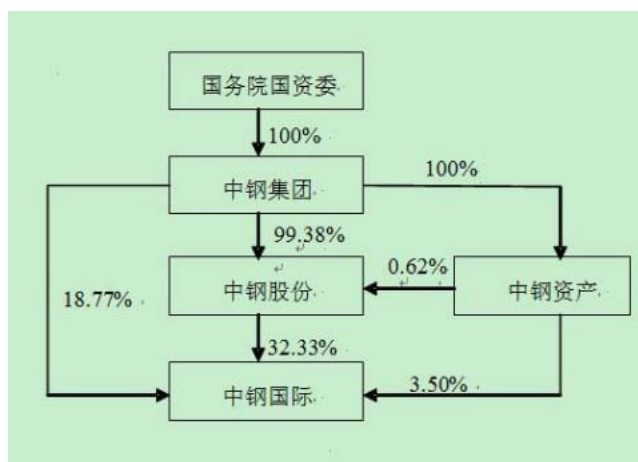 国务院国资委
100%
中钢集团
100%
99.38%
18.77%
中钢股份
0.62%
中钢资产
32.33%
中钢国际
3.50%